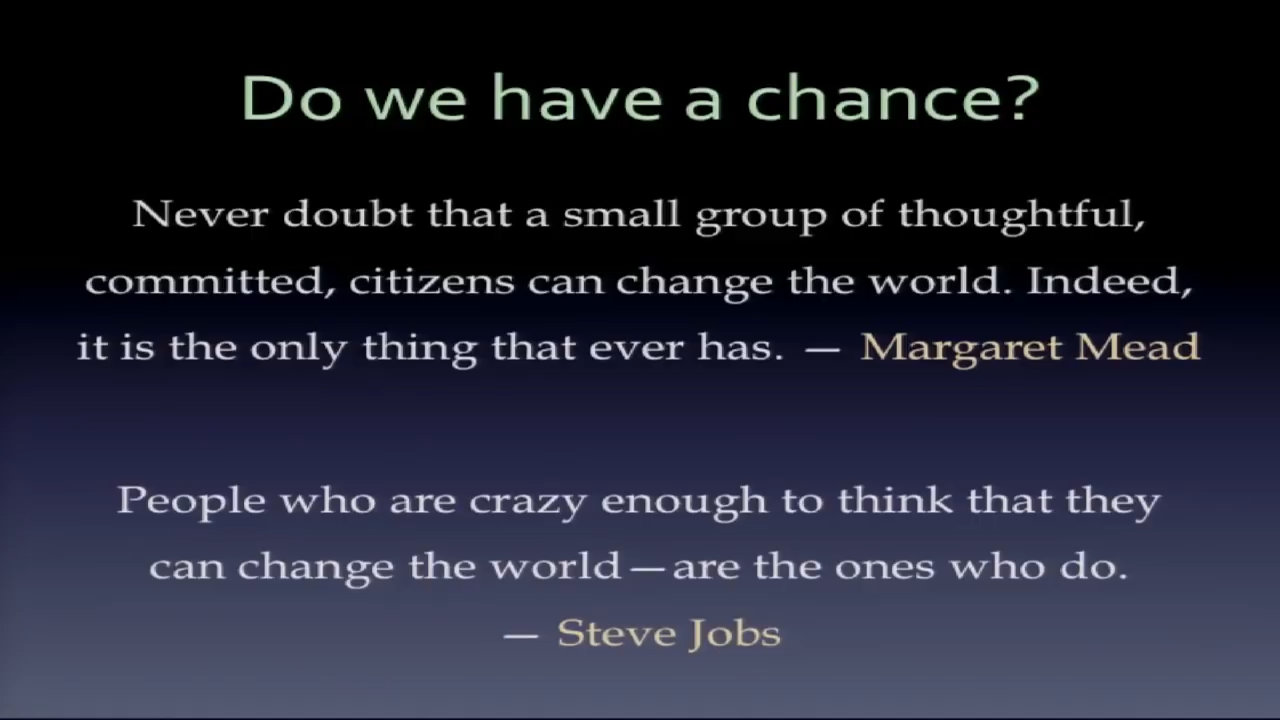 Do we have a chance?
Never doubt that a small group of thoughtful,
committed, citizens can change the world. Indeed,
it is the only thing that ever has. — Margaret Mead
People who are crazy enough to think that they
can change the world—are the ones who do.
— Steve Jobs